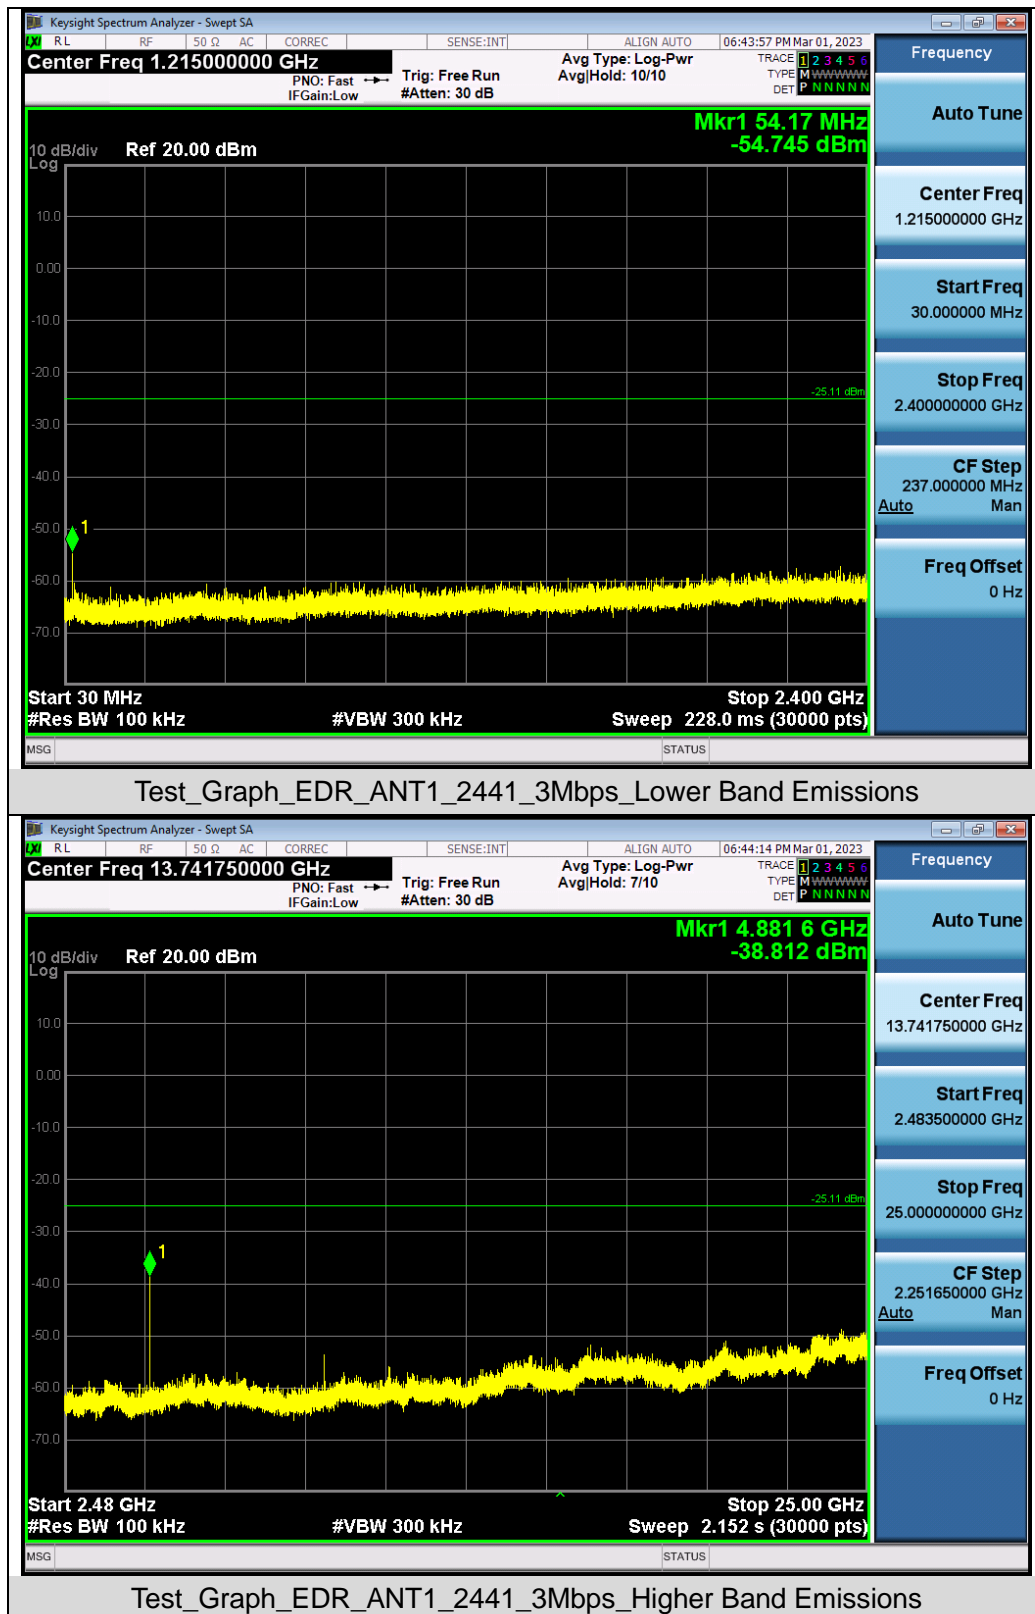 Keysight Spectrum Analyzer - Swept SA
LXI RL RF 50 Ω AC CORREC SENSE:INT ALIGN AUTO 06:43:57 PM Mar 01, 2023
Center Freq 1.215000000 GHz
PNO: Fast
IFGain:Low
Trig: Free Run
#Atten: 30 dB
Avg Type: Log-Pwr
Avg|Hold: 10/10
TRACE 1 2 3 4 5 6
TYPE M WWWWW
DET P N N N N N
Mkr1 54.17 MHz
-54.745 dBm
10 dB/div Ref 20.00 dBm
Log
10.0
0.00
-10.0
-20.0
-25.11 dBm
-30.0
-40.0
-50.0
1
-60.0
-70.0
Start 30 MHz Stop 2.400 GHz
#Res BW 100 kHz #VBW 300 kHz Sweep 228.0 ms (30000 pts)
MSG STATUS
Frequency
Auto Tune
Center Freq
1.215000000 GHz
Start Freq
30.000000 MHz
Stop Freq
2.400000000 GHz
CF Step
237.000000 MHz
Auto Man
Freq Offset
0 Hz
Test_Graph_EDR_ANT1_2441_3Mbps_Lower Band Emissions
Keysight Spectrum Analyzer - Swept SA
LXI RL RF 50 Ω AC CORREC SENSE:INT ALIGN AUTO 06:44:14 PM Mar 01, 2023
Center Freq 13.741750000 GHz
PNO: Fast
IFGain:Low
Trig: Free Run
#Atten: 30 dB
Avg Type: Log-Pwr
Avg|Hold: 7/10
TRACE 1 2 3 4 5 6
TYPE M WWWWW
DET P N N N N N
Mkr1 4.881 6 GHz
-38.812 dBm
10 dB/div Ref 20.00 dBm
Log
10.0
0.00
-10.0
-20.0
-25.11 dBm
-30.0
1
-40.0
-50.0
-60.0
-70.0
Start 2.48 GHz Stop 25.00 GHz
#Res BW 100 kHz #VBW 300 kHz Sweep 2.152 s (30000 pts)
MSG STATUS
Frequency
Auto Tune
Center Freq
13.741750000 GHz
Start Freq
2.483500000 GHz
Stop Freq
25.000000000 GHz
CF Step
2.251650000 GHz
Auto Man
Freq Offset
0 Hz
Test_Graph_EDR_ANT1_2441_3Mbps_Higher Band Emissions